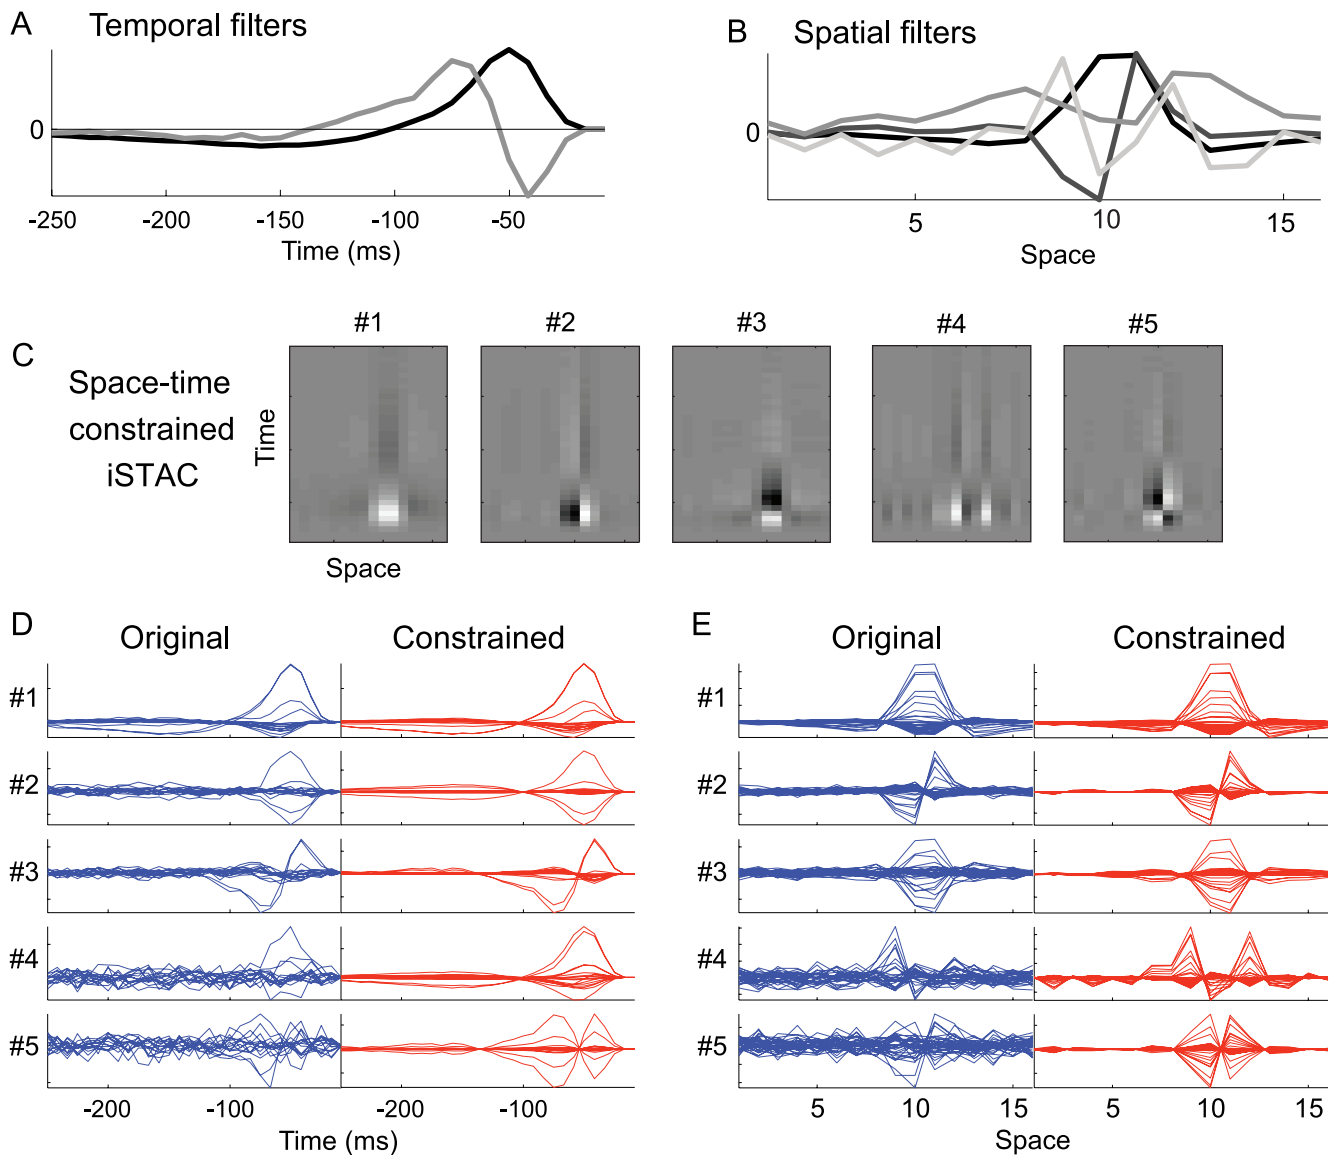 A Temporal filters
0
-250 -200 -150 -100 -50
Time (ms)
B Spatial filters
0
5 10 15
Space
C
Space-time
constrained
iSTAC
#1 #2 #3 #4 #5
Time
Space
D
Original Constrained
#1
#2
#3
#4
#5
-200 -100 -200 -100
Time (ms)
E
Original Constrained
#1
#2
#3
#4
#5
5 10 15 5 10 15
Space